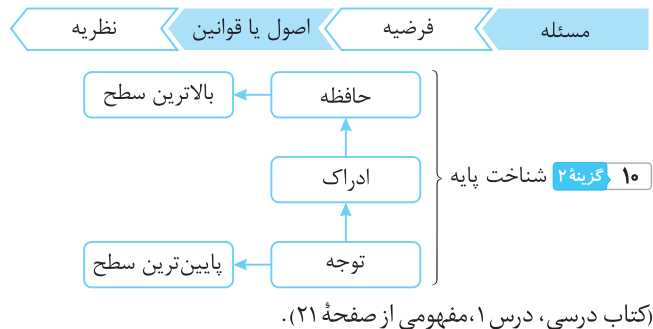 مسئله فرضیه اصول یا قوانین نظریه
حافظه بالاترین سطح
ادراک
۱۰ گزینهٔ ۲ شناخت پایه
توجه پایین‌ترین سطح
(کتاب درسی، درس ۱،مفهومی از صفحهٔ ۲۱).